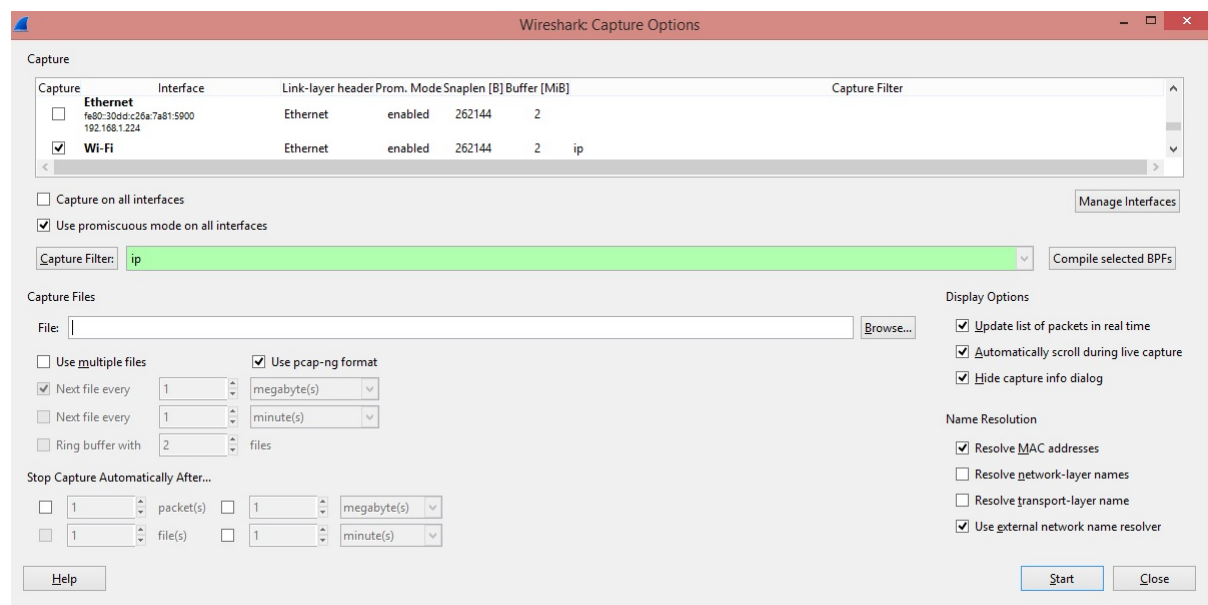 Wireshark: Capture Options
Capture
Capture Interface Link-layer header Prom. Mode Snaplen [B] Buffer [MiB] Capture Filter
Ethernet
fe80::30dd:c26a:7a81:5900
192.168.1.224
Ethernet enabled 262144 2
Wi-Fi Ethernet enabled 262144 2 ip
Capture on all interfaces
Manage Interfaces
Use promiscuous mode on all interfaces
Capture Filter: ip Compile selected BPFs
Capture Files
File: Browse...
Use multiple files Use pcap-ng format
Next file every 1 megabyte(s)
Next file every 1 minute(s)
Ring buffer with 2 files
Stop Capture Automatically After...
1 packet(s) 1 megabyte(s)
1 file(s) 1 minute(s)
Display Options
Update list of packets in real time
Automatically scroll during live capture
Hide capture info dialog
Name Resolution
Resolve MAC addresses
Resolve network-layer names
Resolve transport-layer name
Use external network name resolver
Help Start Close